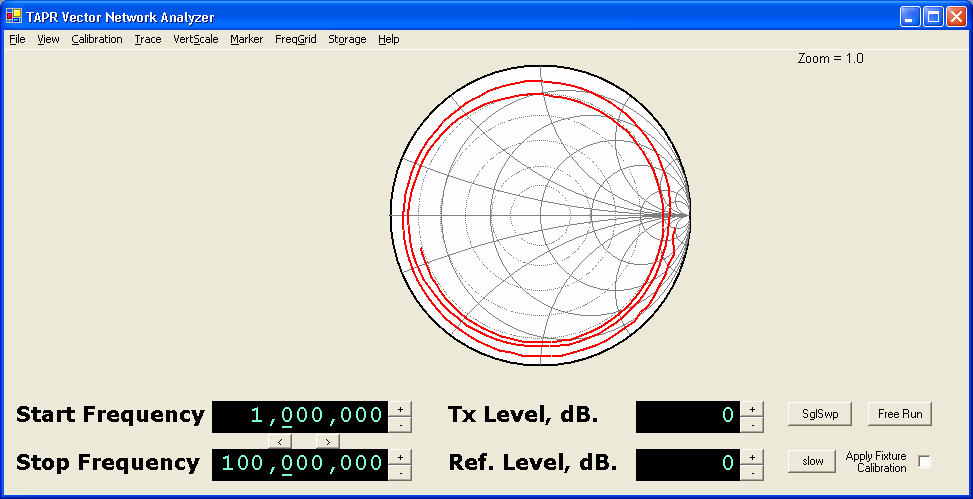 TAPR Vector Network Analyzer
File View Calibration Trace VertScale Marker FreqGrid Storage Help
Zoom = 1.0
Start Frequency 1,000,000 + - Tx Level, dB. 0 + - SglSwp Free Run
< >
Stop Frequency 100,000,000 + - Ref. Level, dB. 0 + - slow Apply Fixture
Calibration